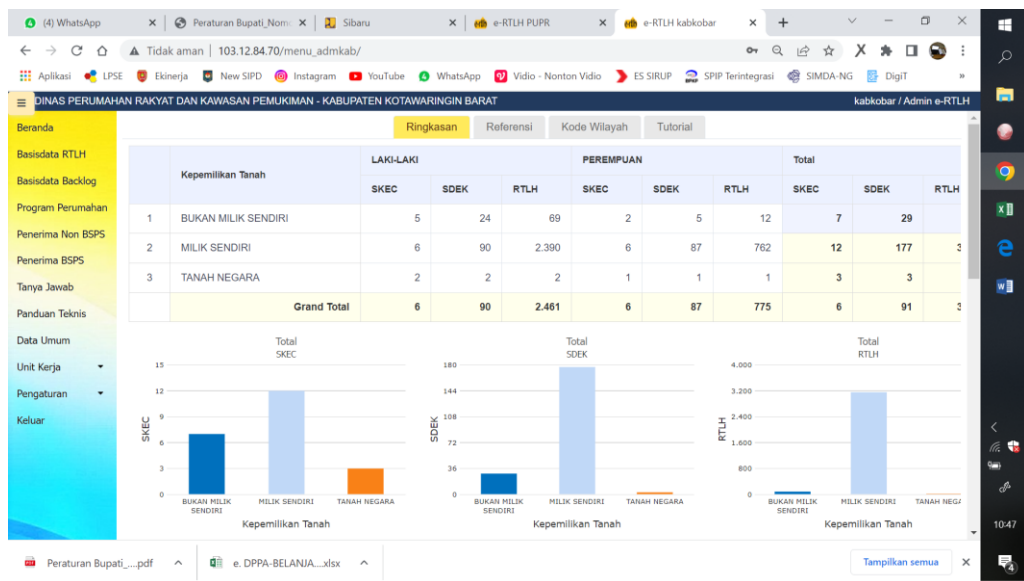 (4) WhatsApp
Peraturan Bupati_Nomo
Sibaru
e-RTLH PUPR
e-RTLH kabkobar
Tidak aman | 103.12.84.70/menu_admkab/
Aplikasi LPSE Ekinerja New SIPD Instagram YouTube WhatsApp Vidio - Nonton Vidio ES SIRUP SPIP Terintegrasi SIMDA-NG DigiT »
DINAS PERUMAHAN RAKYAT DAN KAWASAN PEMUKIMAN - KABUPATEN KOTAWARINGIN BARAT
kabkobar / Admin e-RTLH
Beranda
Basisdata RTLH
Basisdata Backlog
Program Perumahan
Penerima Non BSPS
Penerima BSPS
Tanya Jawab
Panduan Teknis
Data Umum
Unit Kerja
Pengaturan
Keluar
Ringkasan Referensi Kode Wilayah Tutorial
Kepemilikan Tanah LAKI-LAKI PEREMPUAN Total
SKEC SDEK RTLH SKEC SDEK RTLH SKEC SDEK RTLH
1 BUKAN MILIK SENDIRI 5 24 69 2 5 12 7 29
2 MILIK SENDIRI 6 90 2.390 6 87 762 12 177 3
3 TANAH NEGARA 2 2 2 1 1 1 3 3
Grand Total 6 90 2.461 6 87 775 6 91 3
Total
SKEC
15
12
9
6
3
0
SKEC
BUKAN MILIK
SENDIRI
MILIK SENDIRI
TANAH NEGARA
Kepemilikan Tanah
Total
SDEK
180
144
108
72
36
0
SDEK
BUKAN MILIK
SENDIRI
MILIK SENDIRI
TANAH NEGARA
Kepemilikan Tanah
Total
RTLH
4.000
3.200
2.400
1.600
800
0
RTLH
BUKAN MILIK
SENDIRI
MILIK SENDIRI
TANAH NEGA
Kepemilikan Tanah
Peraturan Bupati_....pdf
e. DPPA-BELANJA....xlsx
Tampilkan semua
10:47
4